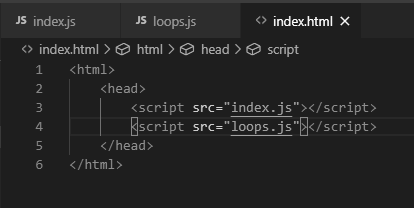 index.js loops.js index.html
index.html > html > head > script
1 <html>
2 <head>
3 <script src="index.js"></script>
4 <script src="loops.js"></script>
5 </head>
6 </html>